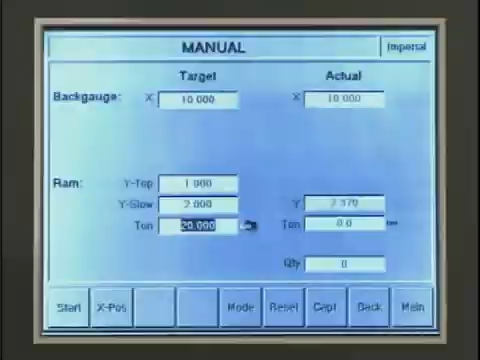 MANUAL Imperial
Target Actual
Backgauge: X 10.000 X 10.000
Ram: Y-Top 1.000
Y-Slow 2.000 Y 2.370
Ton 20.000 Ton 0.0
Qty 0
Start X-Pos Mode Reset Capt Back Main